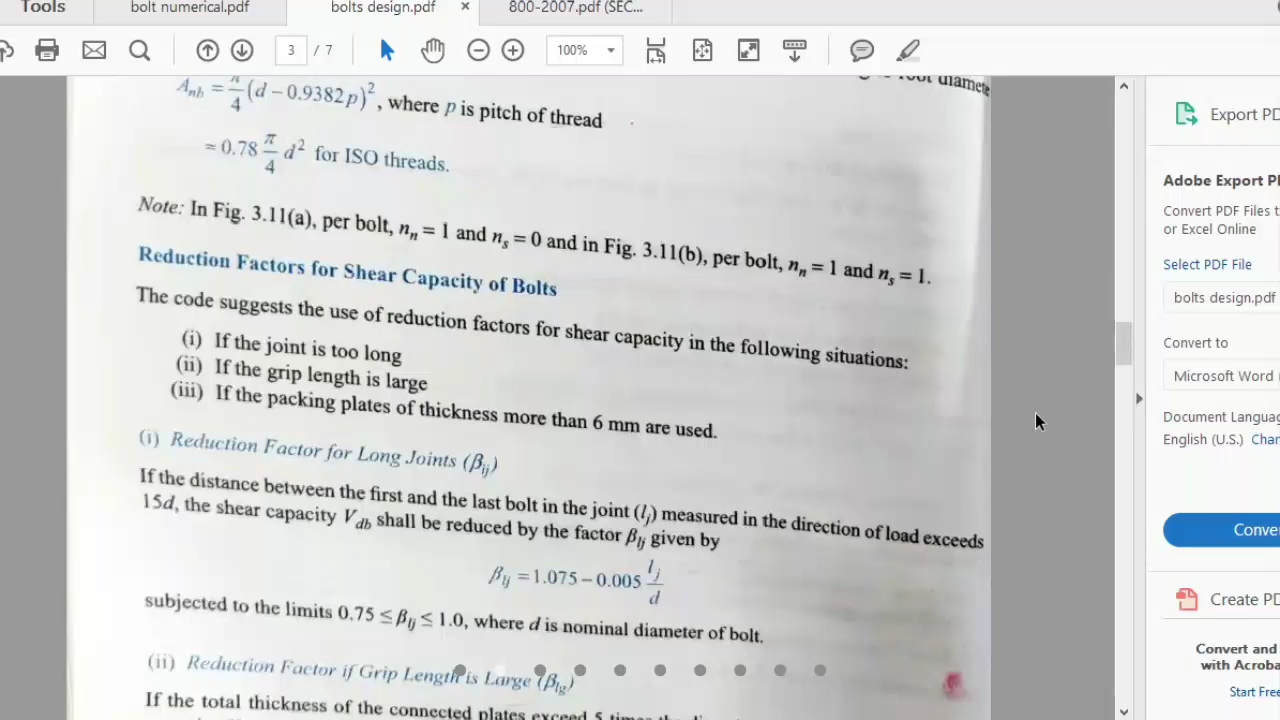 Tools
bolt numerical.pdf
bolts design.pdf ×
800-2007.pdf (SEC...
3 / 7
100%
A_nb = π/4 (d − 0.9382p)², where p is pitch of thread
= 0.78 π/4 d² for ISO threads.
Note: In Fig. 3.11(a), per bolt, nₙ = 1 and nₛ = 0 and in Fig. 3.11(b), per bolt, nₙ = 1 and nₛ = 1.
Reduction Factors for Shear Capacity of Bolts
The code suggests the use of reduction factors for shear capacity in the following situations:
(i) If the joint is too long
(ii) If the grip length is large
(iii) If the packing plates of thickness more than 6 mm are used.
(i) Reduction Factor for Long Joints (β_lj)
If the distance between the first and the last bolt in the joint (l_j) measured in the direction of load exceeds
15d, the shear capacity V_db shall be reduced by the factor β_lj given by
β_lj = 1.075 − 0.005 l_j/d
subjected to the limits 0.75 ≤ β_lj ≤ 1.0, where d is nominal diameter of bolt.
(ii) Reduction Factor if Grip Length is Large (β_lg)
If the total thickness of the connected plates exceed 5 times the
Export PD
Adobe Export P
Convert PDF Files t
or Excel Online
Select PDF File
bolts design.pdf
Convert to
Microsoft Word
Document Languag
English (U.S.) Chan
Conve
Create PD
Convert and
with Acroba
Start Free